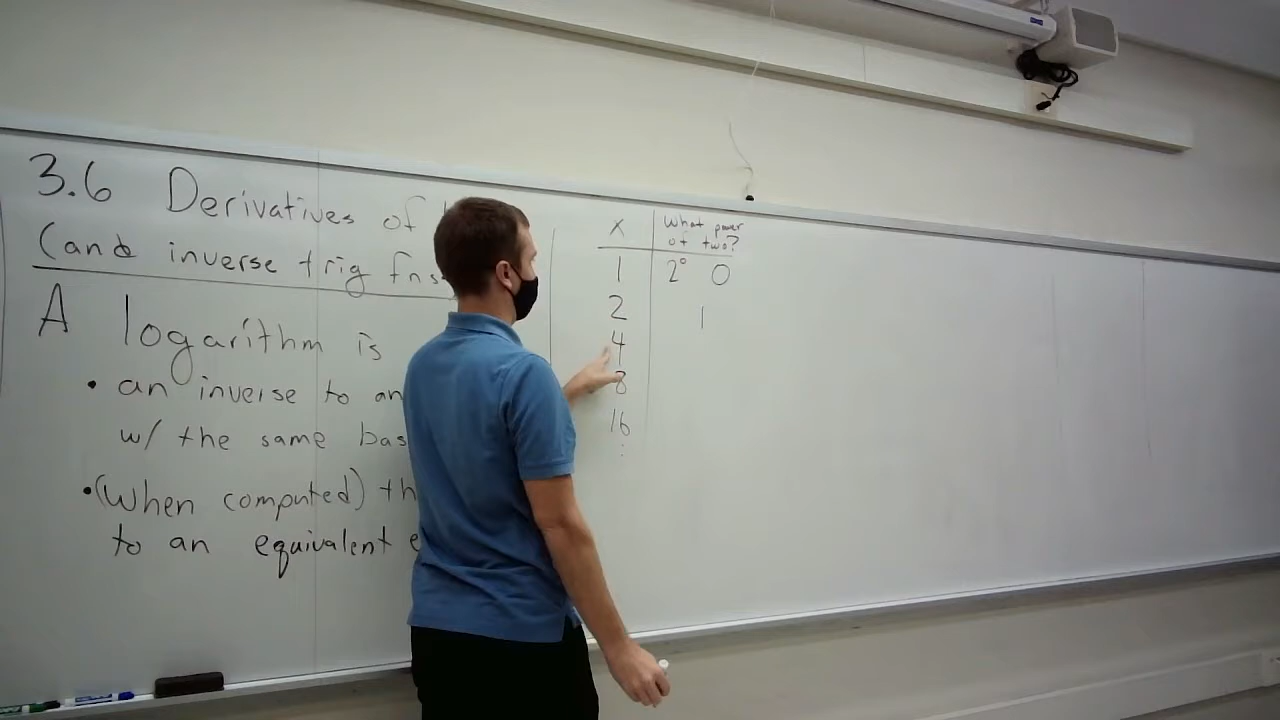 3.6 Derivatives of
(and inverse trig fns
A logarithm is
• an inverse to an
w/ the same bas
• (When computed) th
to an equivalent e
x What power
of two?
1 2⁰ 0
2 1
4
8
16
⋮